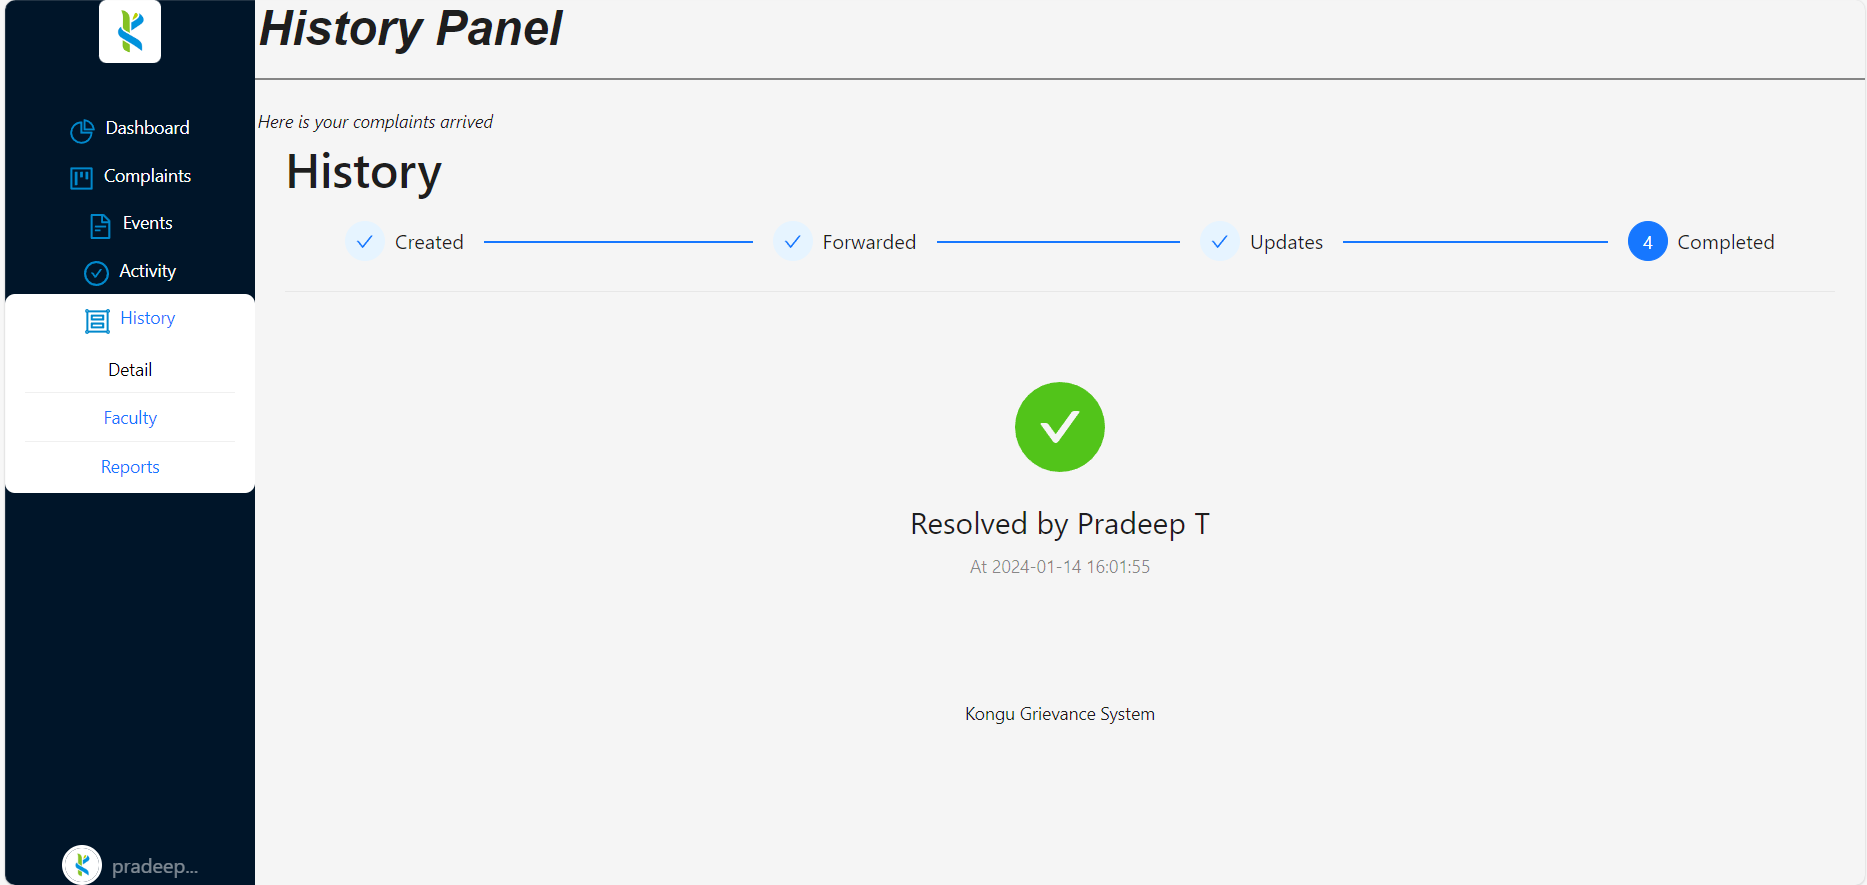 History Panel
Dashboard
Complaints
Events
Activity
History
Detail
Faculty
Reports
pradeep...
Here is your complaints arrived
History
Created
Forwarded
Updates
4 Completed
Resolved by Pradeep T
At 2024-01-14 16:01:55
Kongu Grievance System